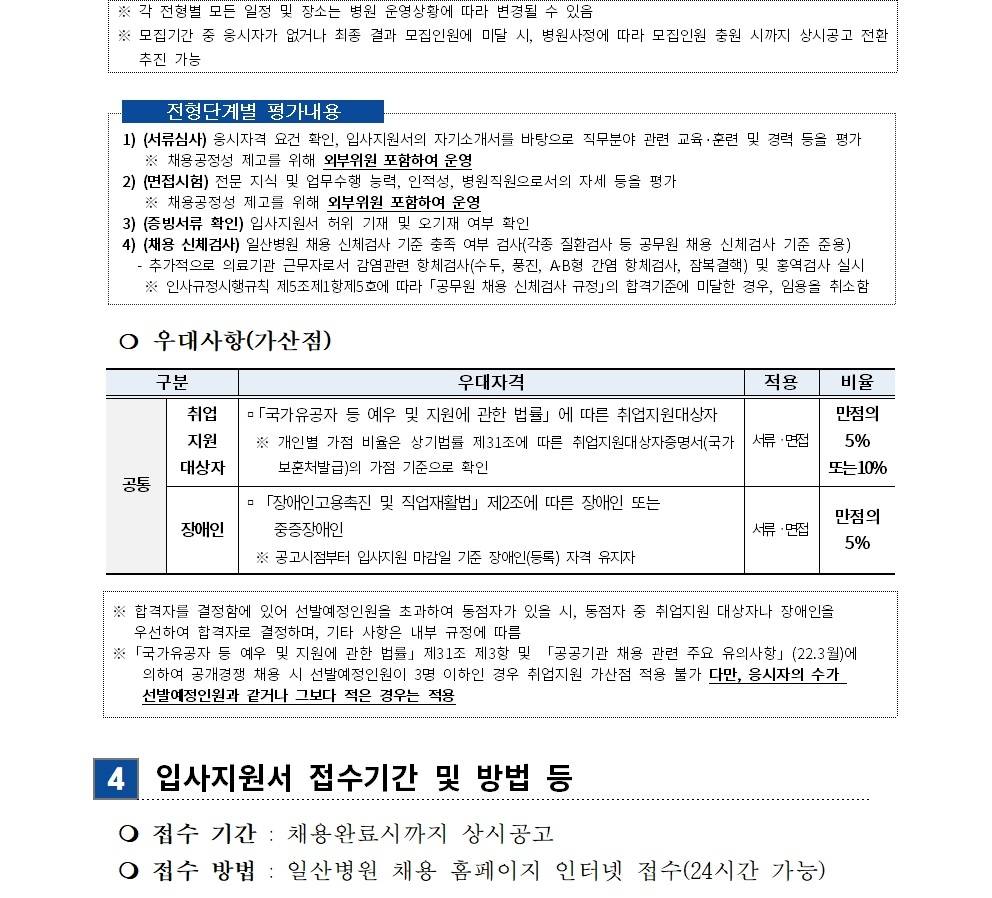 ※ 각 전형별 모든 일정 및 장소는 병원 운영상황에 따라 변경될 수 있음
※ 모집기간 중 응시자가 없거나 최종 결과 모집인원에 미달 시, 병원사정에 따라 모집인원 충원 시까지 상시공고 전환
추진 가능
전형단계별 평가내용
1) (서류심사) 응시자격 요건 확인, 입사지원서의 자기소개서를 바탕으로 직무분야 관련 교육·훈련 및 경력 등을 평가
※ 채용공정성 제고를 위해 외부위원 포함하여 운영
2) (면접시험) 전문 지식 및 업무수행 능력, 인적성, 병원직원으로서의 자세 등을 평가
※ 채용공정성 제고를 위해 외부위원 포함하여 운영
3) (증빙서류 확인) 입사지원서 허위 기재 및 오기재 여부 확인
4) (채용 신체검사) 일산병원 채용 신체검사 기준 충족 여부 검사(각종 질환검사 등 공무원 채용 신체검사 기준 준용)
- 추가적으로 의료기관 근무자로서 감염관련 항체검사(수두, 풍진, A·B형 간염 항체검사, 잠복결핵) 및 홍역검사 실시
※ 인사규정시행규칙 제5조제1항제5호에 따라 「공무원 채용 신체검사 규정」의 합격기준에 미달한 경우, 임용을 취소함
❍ 우대사항(가산점)
구분 우대자격 적용 비율
공통
취업
지원
대상자
▫「국가유공자 등 예우 및 지원에 관한 법률」에 따른 취업지원대상자
※ 개인별 가점 비율은 상기법률 제31조에 따른 취업지원대상자증명서(국가
보훈처발급)의 가점 기준으로 확인
서류·면접
만점의
5%
또는10%
장애인
▫ 「장애인고용촉진 및 직업재활법」제2조에 따른 장애인 또는
중증장애인
※ 공고시점부터 입사지원 마감일 기준 장애인(등록) 자격 유지자
서류·면접
만점의
5%
※ 합격자를 결정함에 있어 선발예정인원을 초과하여 동점자가 있을 시, 동점자 중 취업지원 대상자나 장애인을
우선하여 합격자로 결정하며, 기타 사항은 내부 규정에 따름
※「국가유공자 등 예우 및 지원에 관한 법률」제31조 제3항 및 「공공기관 채용 관련 주요 유의사항」(22.3월)에
의하여 공개경쟁 채용 시 선발예정인원이 3명 이하인 경우 취업지원 가산점 적용 불가 다만, 응시자의 수가
선발예정인원과 같거나 그보다 적은 경우는 적용
4 입사지원서 접수기간 및 방법 등
❍ 접수 기간 : 채용완료시까지 상시공고
❍ 접수 방법 : 일산병원 채용 홈페이지 인터넷 접수(24시간 가능)